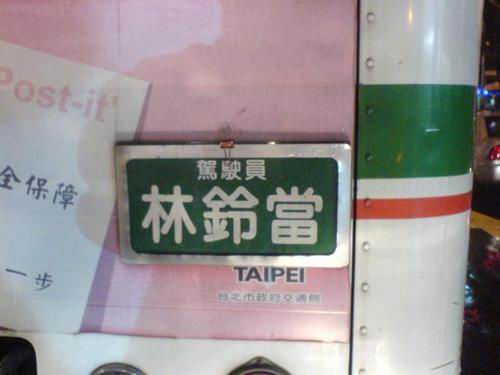 Post-it'
全保障
一步
駕駛員
林鈴當
TAIPEI
台北市政府交通局